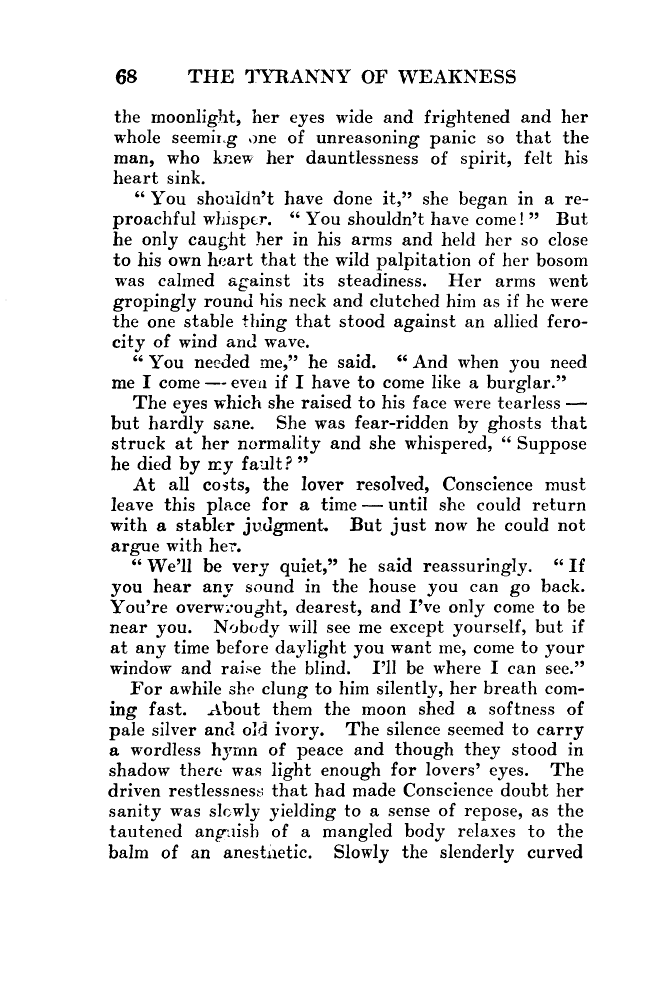 68 THE TYRANNY OF WEAKNESS
the moonlight, her eyes wide and frightened and her
whole seeming one of unreasoning panic so that the
man, who knew her dauntlessness of spirit, felt his
heart sink.
“ You shouldn't have done it,” she began in a re-
proachful whisper. “ You shouldn't have come! ” But
he only caught her in his arms and held her so close
to his own heart that the wild palpitation of her bosom
was calmed against its steadiness. Her arms went
gropingly round his neck and clutched him as if he were
the one stable thing that stood against an allied fero-
city of wind and wave.
“ You needed me,” he said. “ And when you need
me I come — even if I have to come like a burglar.”
The eyes which she raised to his face were tearless —
but hardly sane. She was fear-ridden by ghosts that
struck at her normality and she whispered, “ Suppose
he died by my fault? ”
At all costs, the lover resolved, Conscience must
leave this place for a time — until she could return
with a stabler judgment. But just now he could not
argue with her.
“ We'll be very quiet,” he said reassuringly. “ If
you hear any sound in the house you can go back.
You're overwrought, dearest, and I've only come to be
near you. Nobody will see me except yourself, but if
at any time before daylight you want me, come to your
window and raise the blind. I'll be where I can see.”
For awhile she clung to him silently, her breath com-
ing fast. About them the moon shed a softness of
pale silver and old ivory. The silence seemed to carry
a wordless hymn of peace and though they stood in
shadow there was light enough for lovers' eyes. The
driven restlessness that had made Conscience doubt her
sanity was slowly yielding to a sense of repose, as the
tautened anguish of a mangled body relaxes to the
balm of an anesthetic. Slowly the slenderly curved